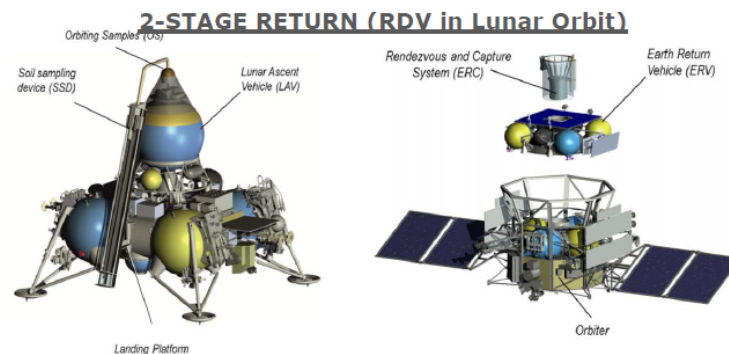 2-STAGE RETURN (RDV in Lunar Orbit)
Orbiting Samples (OS)
Soil sampling
device (SSD)
Lunar Ascent
Vehicle (LAV)
Landing Platform
Rendezvous and Capture
System (ERC)
Earth Return
Vehicle (ERV)
Orbiter